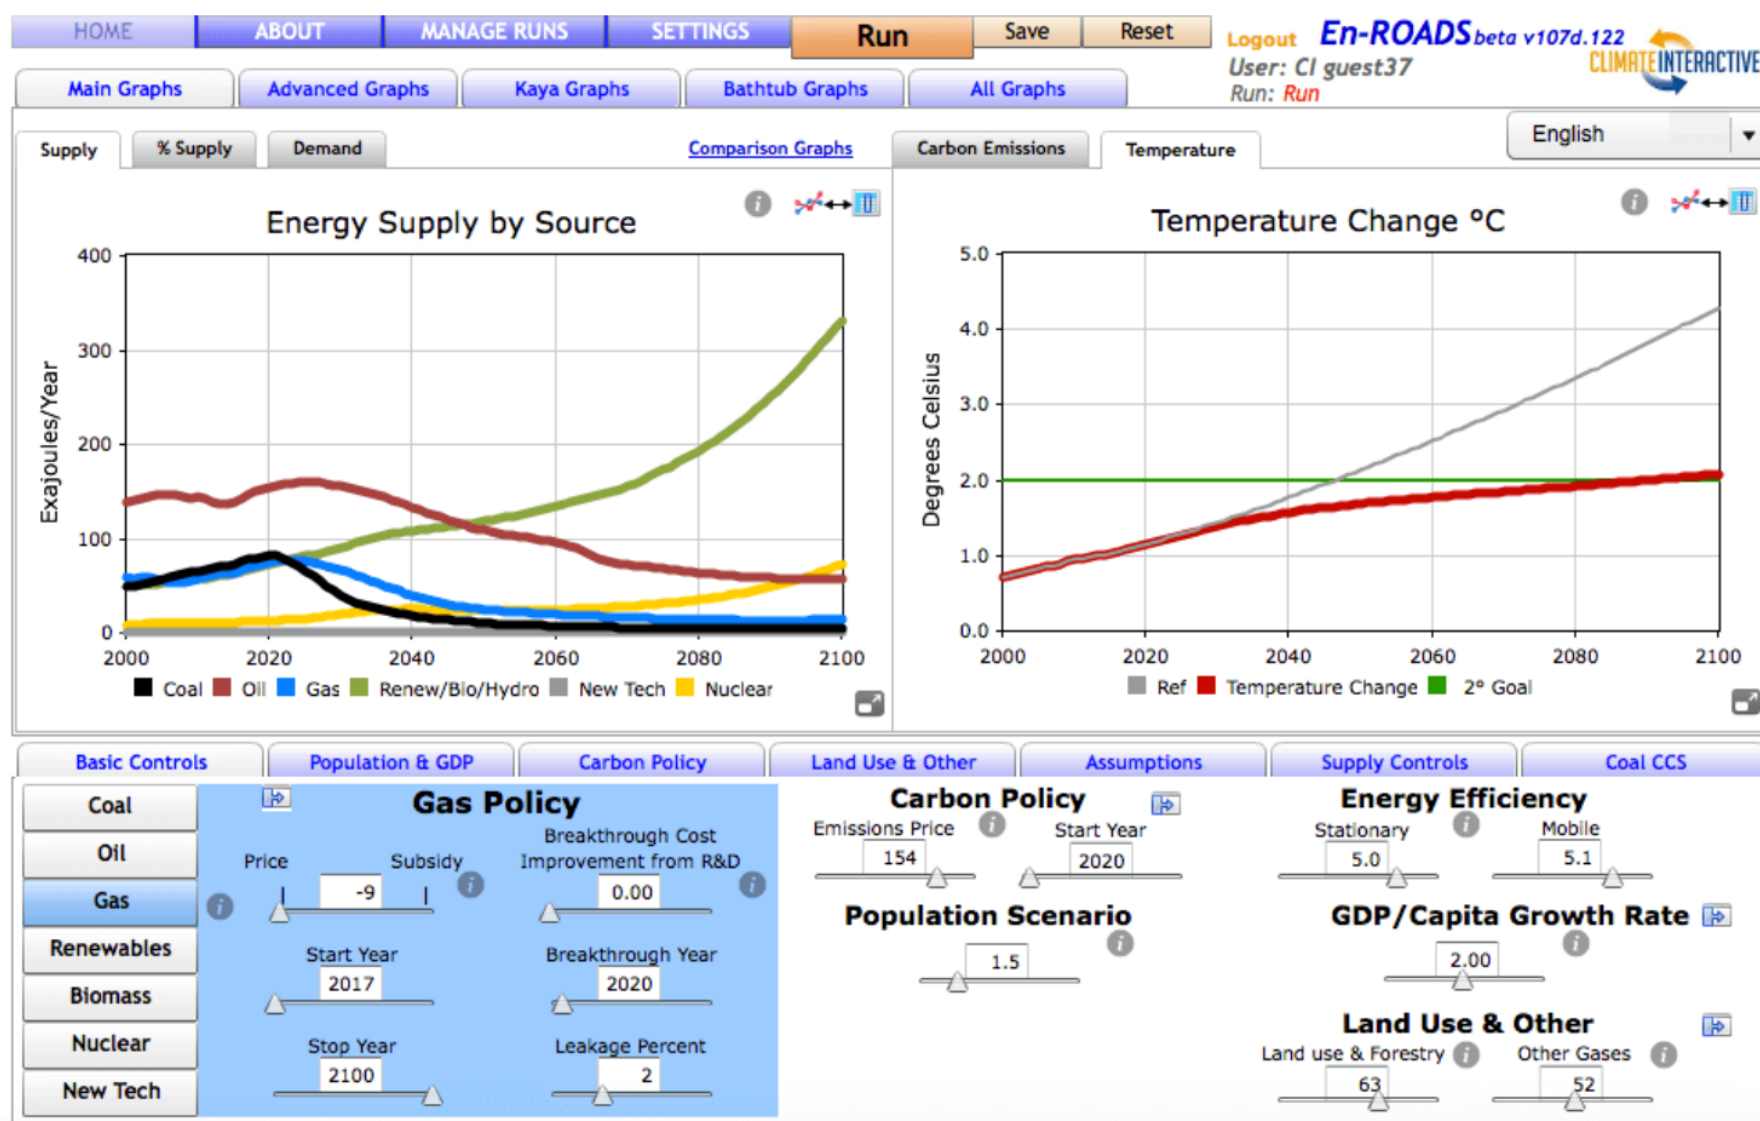 HOME ABOUT MANAGE RUNS SETTINGS Run Save Reset
Logout En-ROADS beta v107d.122
CLIMATEINTERACTIVE
User: CI guest37
Run: Run
Main Graphs Advanced Graphs Kaya Graphs Bathtub Graphs All Graphs
English
Supply % Supply Demand Comparison Graphs Carbon Emissions Temperature
Energy Supply by Source
Exajoules/Year
400
300
200
100
0
2000 2020 2040 2060 2080 2100
Coal Oil Gas Renew/Bio/Hydro New Tech Nuclear
Temperature Change °C
Degrees Celsius
5.0
4.0
3.0
2.0
1.0
0.0
2000 2020 2040 2060 2080 2100
Ref Temperature Change 2° Goal
Basic Controls Population & GDP Carbon Policy Land Use & Other Assumptions Supply Controls Coal CCS
Coal
Oil
Gas
Renewables
Biomass
Nuclear
New Tech
Gas Policy
Price Subsidy
-9
Breakthrough Cost
Improvement from R&D
0.00
Start Year
2017
Breakthrough Year
2020
Stop Year
2100
Leakage Percent
2
Carbon Policy
Emissions Price Start Year
154 2020
Population Scenario
1.5
Energy Efficiency
Stationary Mobile
5.0 5.1
GDP/Capita Growth Rate
2.00
Land Use & Other
Land use & Forestry Other Gases
63 52